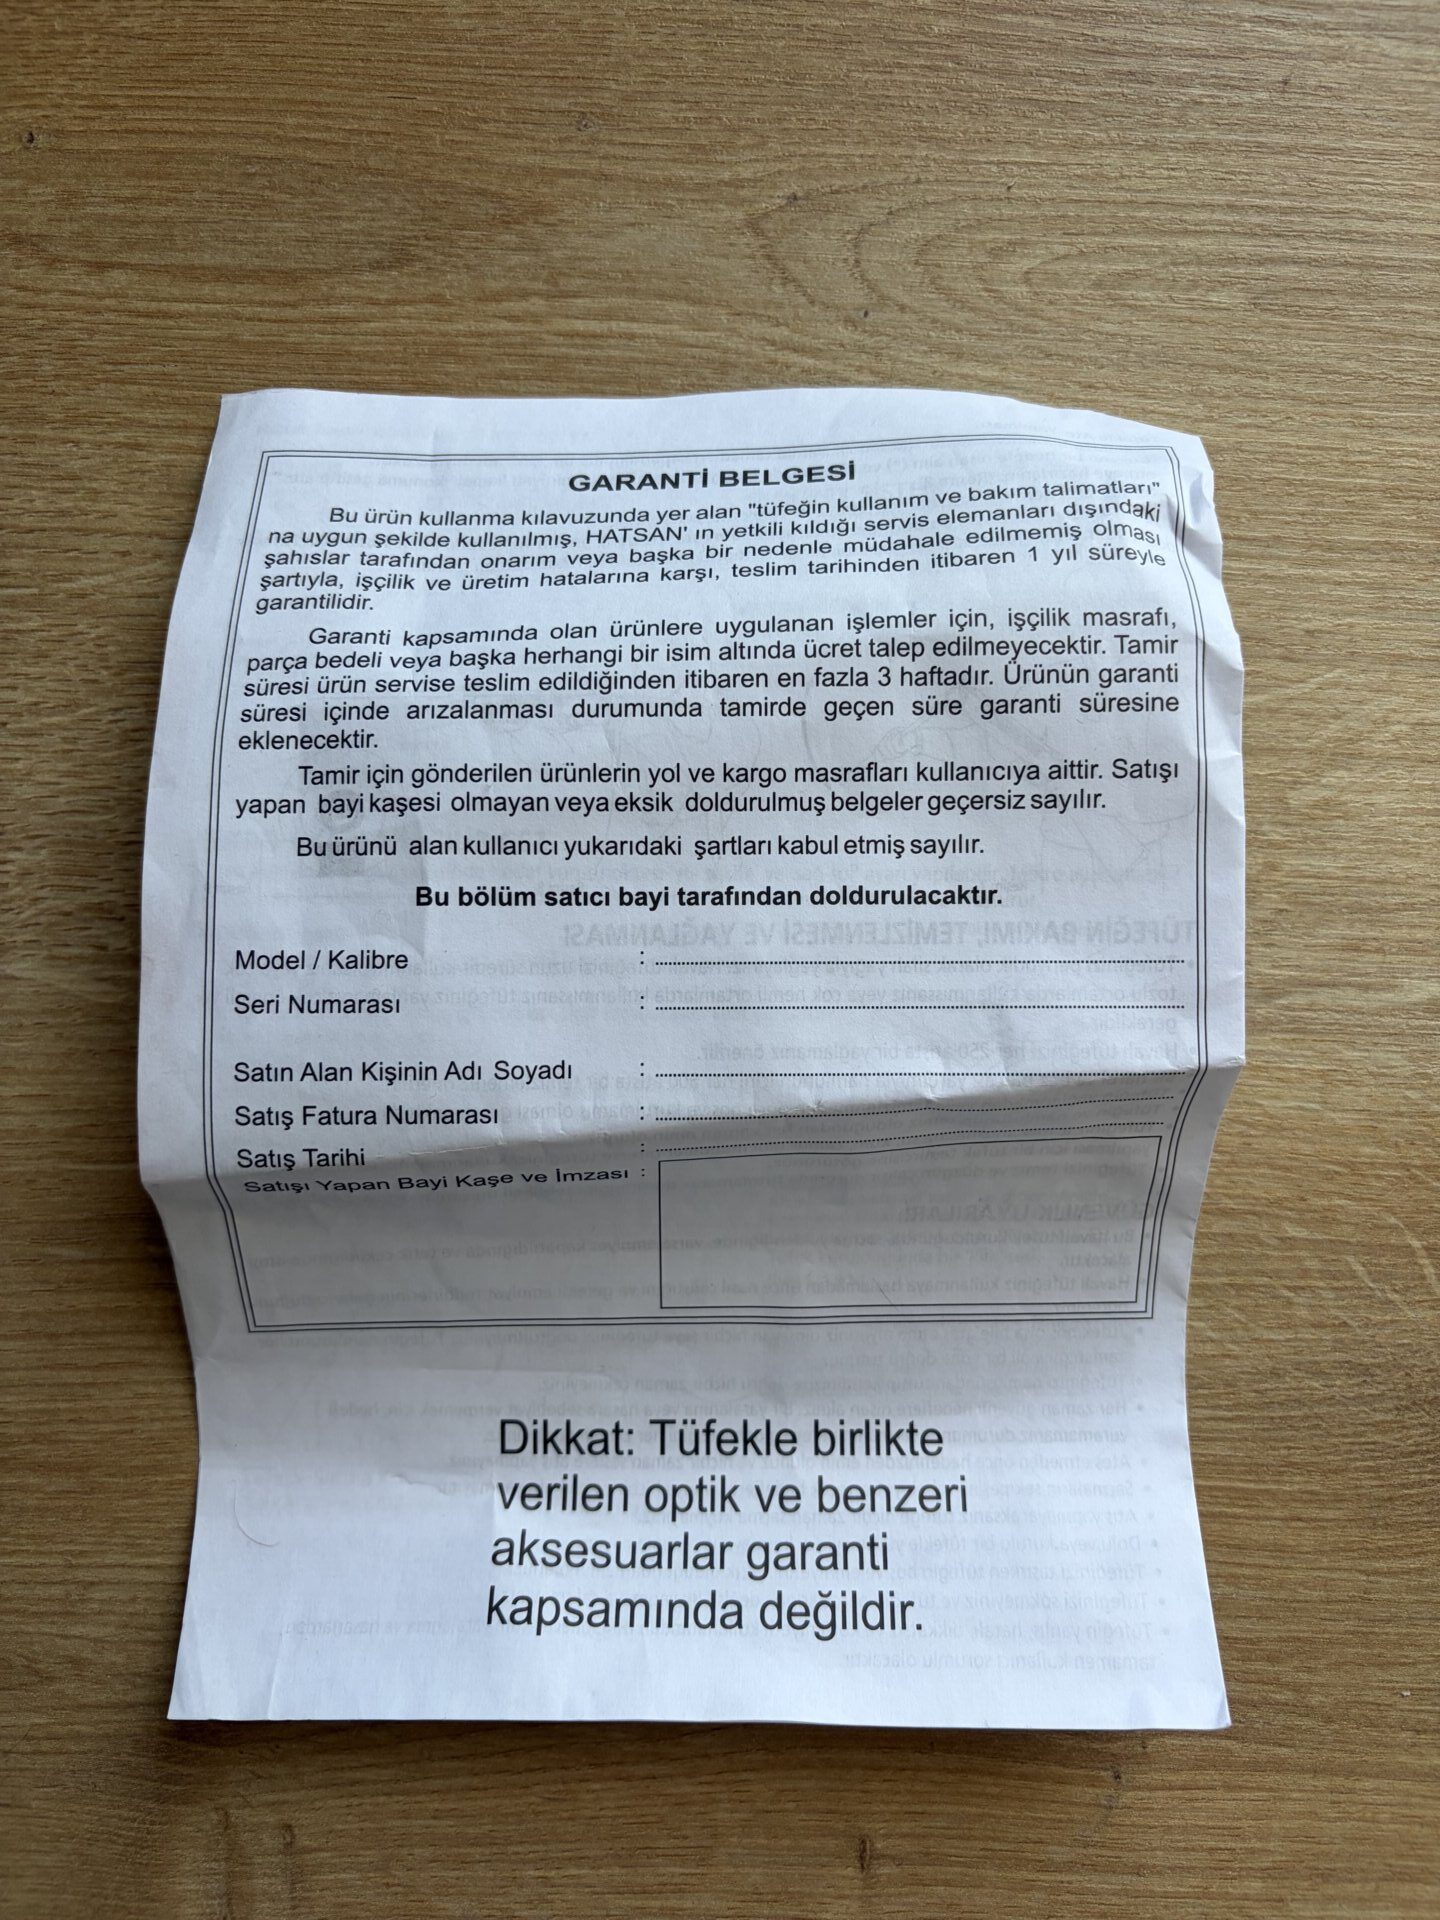 GARANTİ BELGESİ
Bu ürün kullanma kılavuzunda yer alan "tüfeğin kullanım ve bakım talimatları"
na uygun şekilde kullanılmış, HATSAN' ın yetkili kıldığı servis elemanları dışındaki
şahıslar tarafından onarım veya başka bir nedenle müdahale edilmemiş olması
şartıyla, işçilik ve üretim hatalarına karşı, teslim tarihinden itibaren 1 yıl süreyle
garantilidir.
Garanti kapsamında olan ürünlere uygulanan işlemler için, işçilik masrafı,
parça bedeli veya başka herhangi bir isim altında ücret talep edilmeyecektir. Tamir
süresi ürün servise teslim edildiğinden itibaren en fazla 3 haftadır. Ürünün garanti
süresi içinde arızalanması durumunda tamirde geçen süre garanti süresine
eklenecektir.
Tamir için gönderilen ürünlerin yol ve kargo masrafları kullanıcıya aittir. Satışı
yapan bayi kaşesi olmayan veya eksik doldurulmuş belgeler geçersiz sayılır.
Bu ürünü alan kullanıcı yukarıdaki şartları kabul etmiş sayılır.
Bu bölüm satıcı bayi tarafından doldurulacaktır.
Model / Kalibre :
Seri Numarası :
Satın Alan Kişinin Adı Soyadı :
Satış Fatura Numarası :
Satış Tarihi :
Satışı Yapan Bayi Kaşe ve İmzası :
Dikkat: Tüfekle birlikte
verilen optik ve benzeri
aksesuarlar garanti
kapsamında değildir.